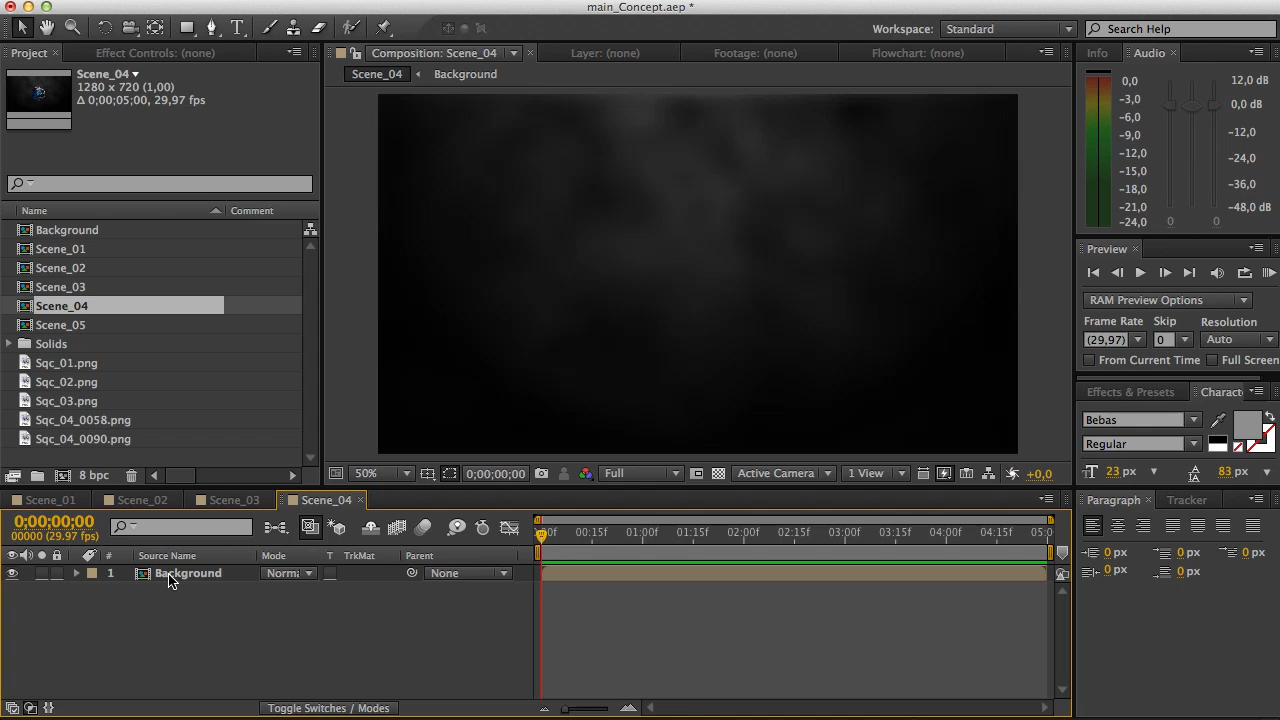 main_Concept.aep *
Workspace: Standard
Search Help
Project
Effect Controls: (none)
Composition: Scene_04
Layer: (none)
Footage: (none)
Flowchart: (none)
Info
Audio
Scene_04
1280 x 720 (1,00)
Δ 0;00;05;00, 29,97 fps
Scene_04
Background
0,0
-3,0
-6,0
-9,0
-12,0
-15,0
-18,0
-21,0
-24,0
0
0
12,0 dB
0,0 dB
-12,0
-24,0
-36,0
-48,0 dB
Name
Comment
Background
Scene_01
Scene_02
Scene_03
Scene_04
Scene_05
Solids
Sqc_01.png
Sqc_02.png
Sqc_03.png
Sqc_04_0058.png
Sqc_04_0090.png
8 bpc
Preview
RAM Preview Options
Frame Rate
Skip
Resolution
(29,97)
0
Auto
From Current Time
Full Screen
Effects & Presets
Charact
Bebas
Regular
23 px
83 px
50%
0;00;00;00
Full
Active Camera
1 View
+0,0
Scene_01
Scene_02
Scene_03
Scene_04
0;00;00;00
00000 (29.97 fps)
00f
00:15f
01:00f
01:15f
02:00f
02:15f
03:00f
03:15f
04:00f
04:15f
05:0
#
Source Name
Mode
T
TrkMat
Parent
1
Background
Norma
None
Toggle Switches / Modes
Paragraph
Tracker
0 px
0 px
0 px
0 px
0 px